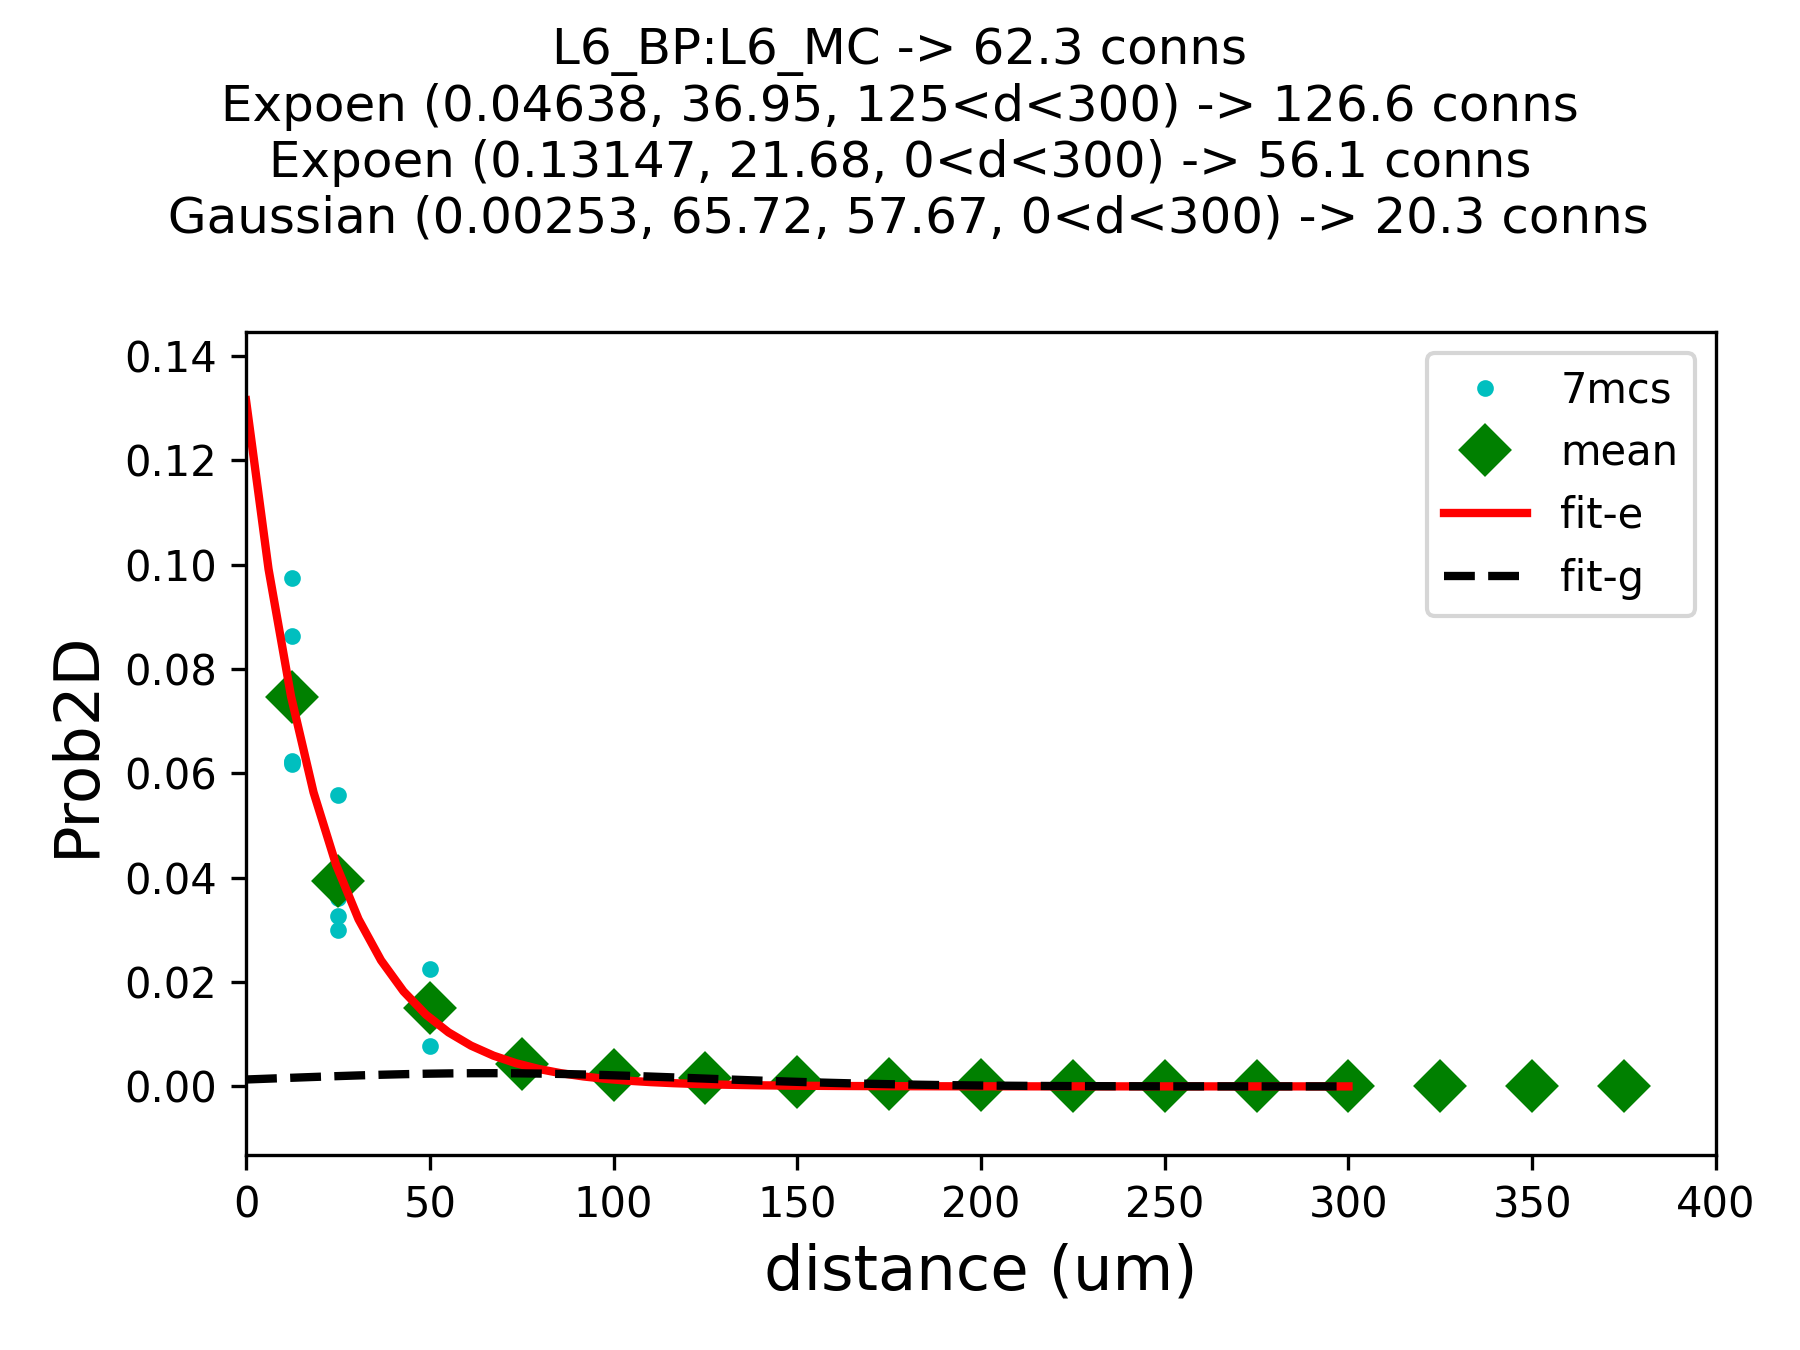 L6_BP:L6_MC -> 62.3 conns
Expoen (0.04638, 36.95, 125<d<300) -> 126.6 conns
Expoen (0.13147, 21.68, 0<d<300) -> 56.1 conns
Gaussian (0.00253, 65.72, 57.67, 0<d<300) -> 20.3 conns
Prob2D
0.14
0.12
0.10
0.08
0.06
0.04
0.02
0.00
7mcs
mean
fit-e
fit-g
0 50 100 150 200 250 300 350 400
distance (um)